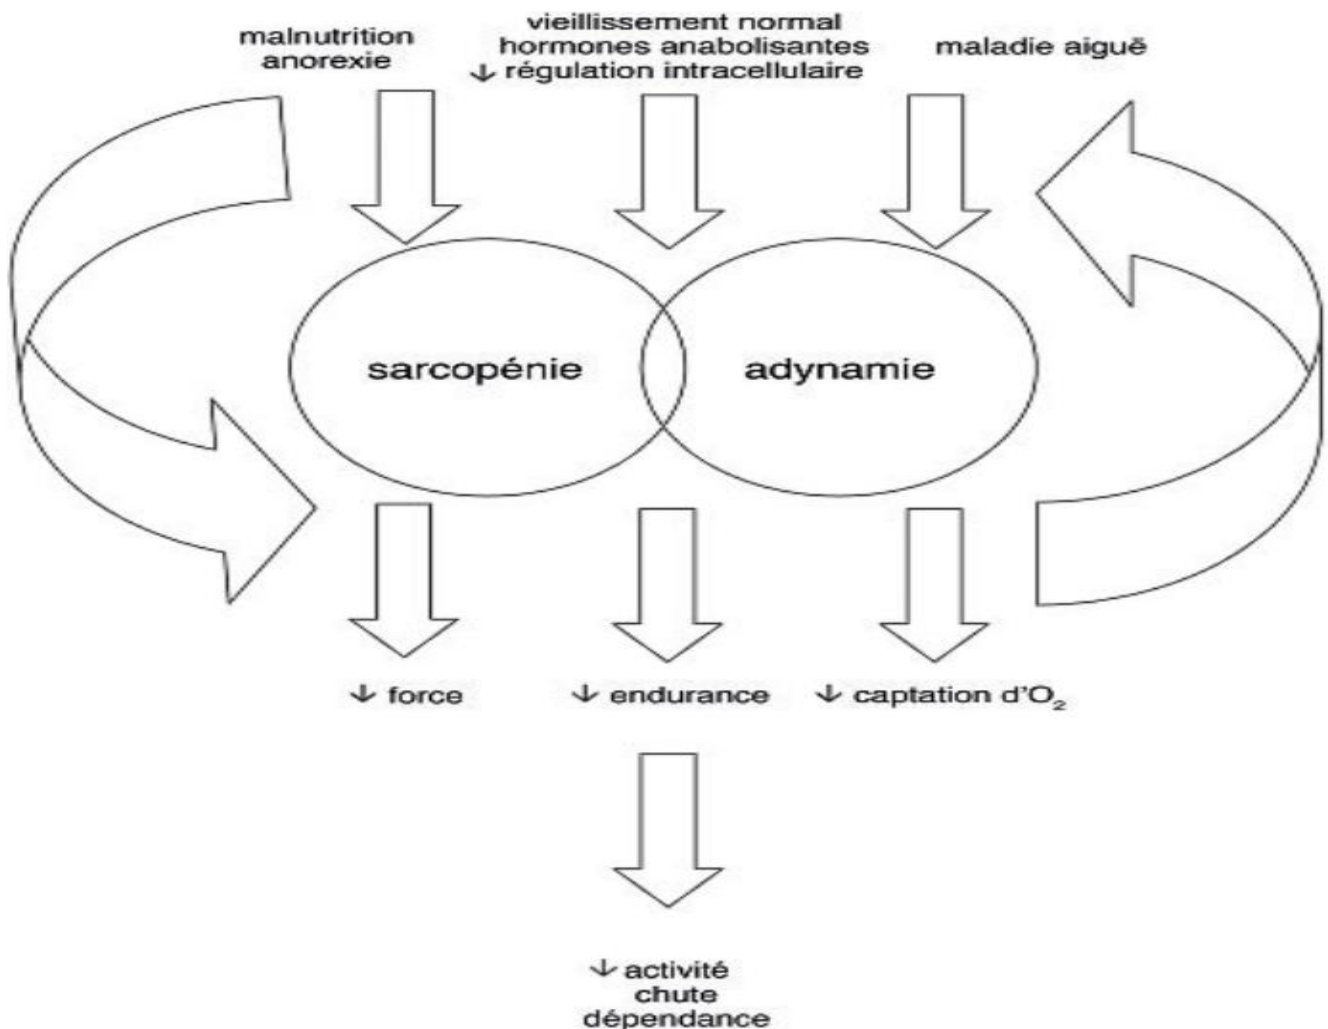 malnutrition
anorexie
vieillissement normal
hormones anabolisantes
↓ régulation intracellulaire
maladie aiguë
sarcopénie
adynamie
↓ force
↓ endurance
↓ captation d'O₂
↓ activité
chute
dépendance